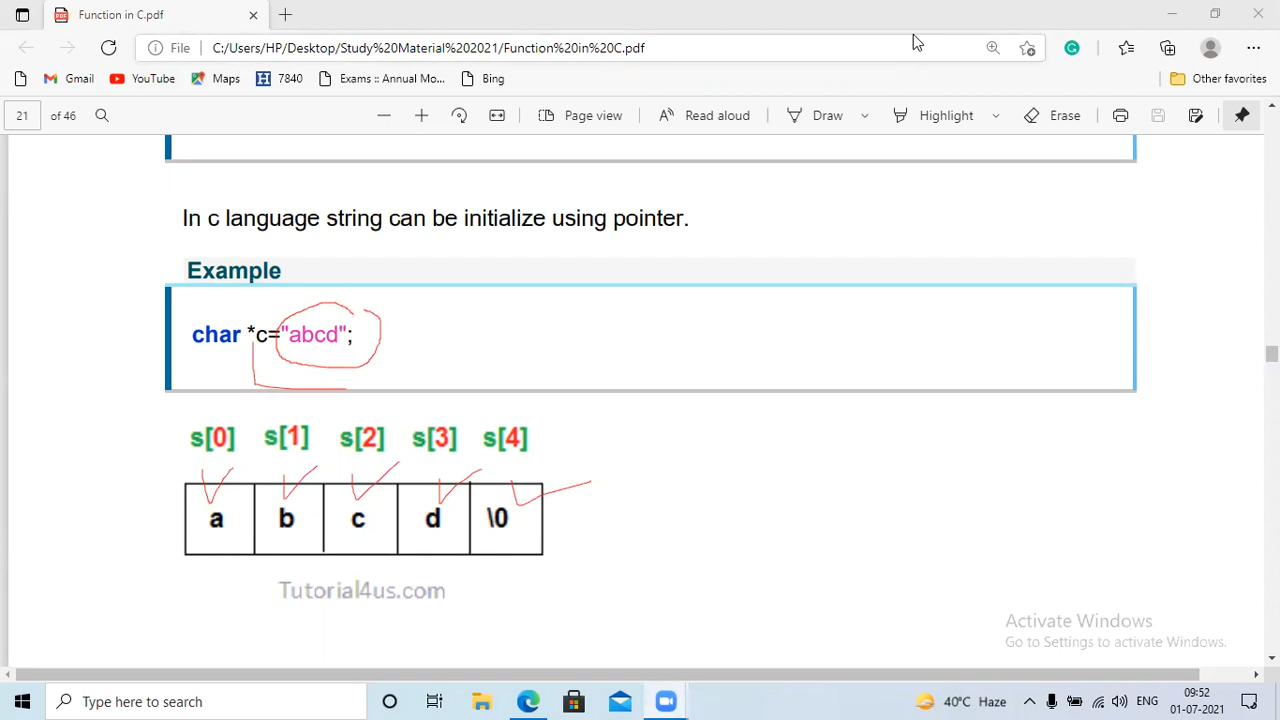 Function in C.pdf
File C:/Users/HP/Desktop/Study%20Material%202021/Function%20in%20C.pdf
Gmail YouTube Maps 7840 Exams :: Annual Mo... Bing Other favorites
21 of 46 Page view Read aloud Draw Highlight Erase
In c language string can be initialize using pointer.
Example
char *c="abcd";
s[0] s[1] s[2] s[3] s[4]
a b c d \0
Tutorial4us.com
Activate Windows
Go to Settings to activate Windows.
Type here to search 40°C Haze ENG 09:52
01-07-2021